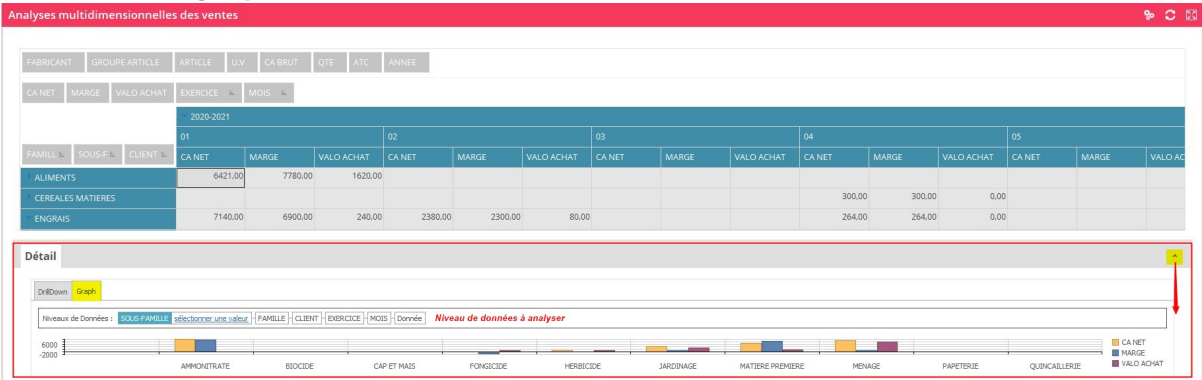 Analyses multidimensionnelles des ventes
FABRICANT GROUPE ARTICLE ARTICLE U.V CA BRUT QTE ATC ANNEE
CA NET MARGE VALO ACHAT EXERCICE MOIS
2020-2021
01 02 03 04 05
FAMILL SOUS-F CLIENT CA NET MARGE VALO ACHAT CA NET MARGE VALO ACHAT CA NET MARGE VALO ACHAT CA NET MARGE VALO ACHAT CA NET MARGE VALO AC
ALIMENTS 6421,00 7780,00 1620,00
CEREALES MATIERES 300,00 300,00 0,00
ENGRAIS 7140,00 6900,00 240,00 2380,00 2300,00 80,00 264,00 264,00 0,00
Détail
DrillDown Graph
Niveaux de Données : SOUS-FAMILLE sélectionner une valeur FAMILLE CLIENT EXERCICE MOIS Donnée Niveau de données à analyser
6000
-2000
CA NET
MARGE
VALO ACHAT
AMMONITRATE BIOCIDE CAP ET MAIS FONGICIDE HERBICIDE JARDINAGE MATIERE PREMIERE MENAGE PAPETERIE QUINCAILLERIE